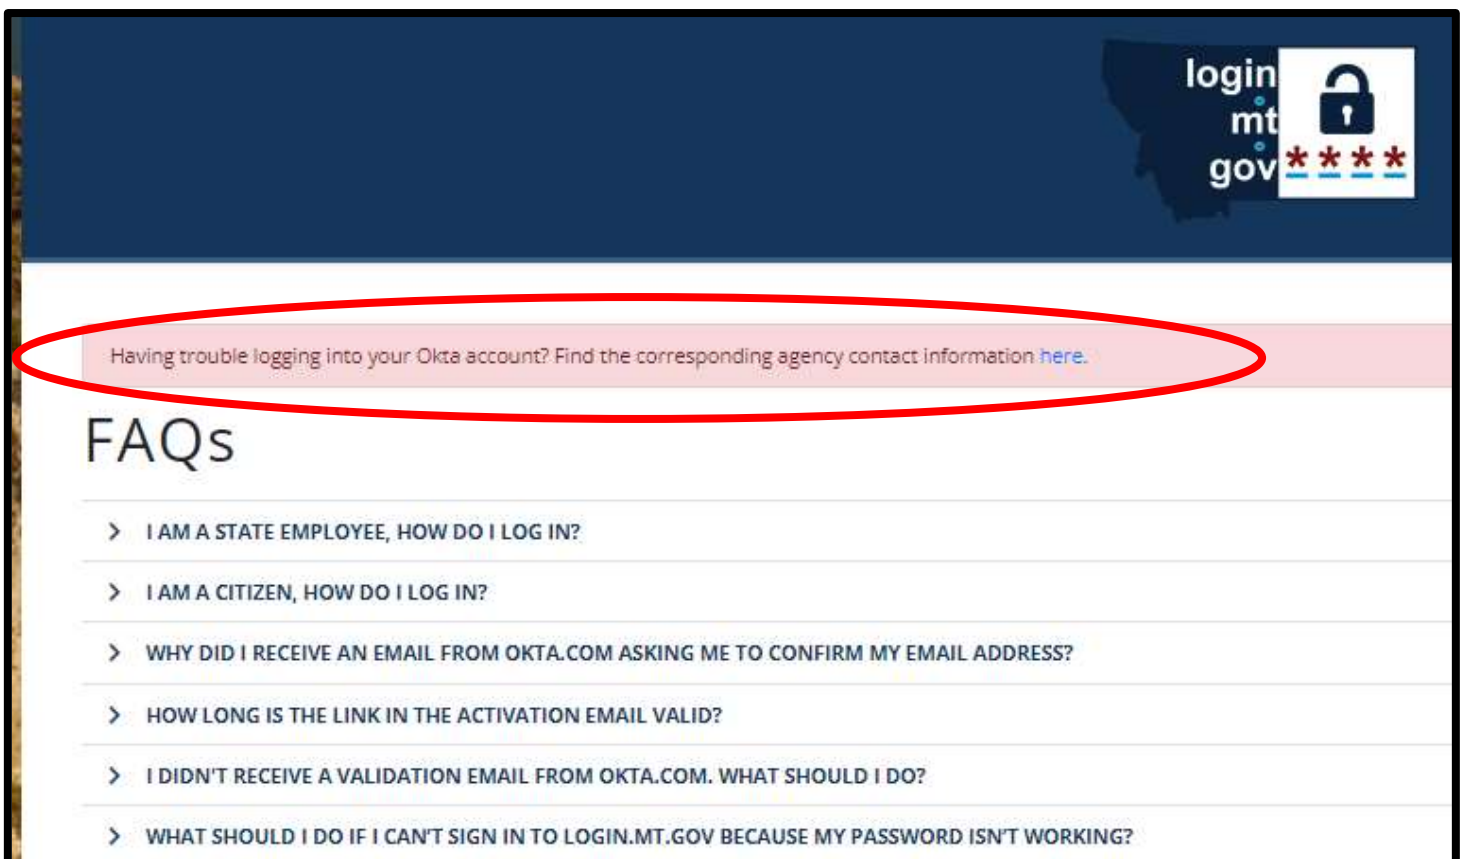 login
mt
gov
****
Having trouble logging into your Okta account? Find the corresponding agency contact information here.
FAQs
I AM A STATE EMPLOYEE, HOW DO I LOG IN?
I AM A CITIZEN, HOW DO I LOG IN?
WHY DID I RECEIVE AN EMAIL FROM OKTA.COM ASKING ME TO CONFIRM MY EMAIL ADDRESS?
HOW LONG IS THE LINK IN THE ACTIVATION EMAIL VALID?
I DIDN'T RECEIVE A VALIDATION EMAIL FROM OKTA.COM. WHAT SHOULD I DO?
WHAT SHOULD I DO IF I CAN'T SIGN IN TO LOGIN.MT.GOV BECAUSE MY PASSWORD ISN'T WORKING?